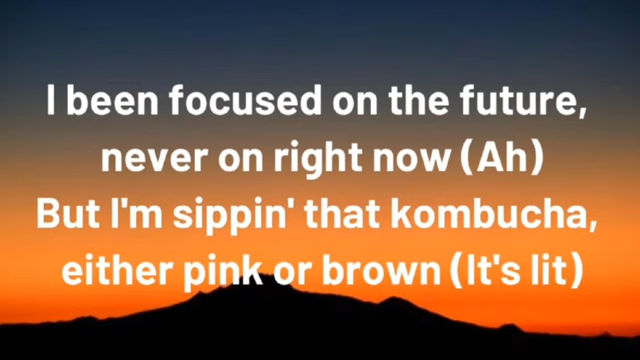 I been focused on the future,
never on right now (Ah)
But I'm sippin' that kombucha,
either pink or brown (It's lit)